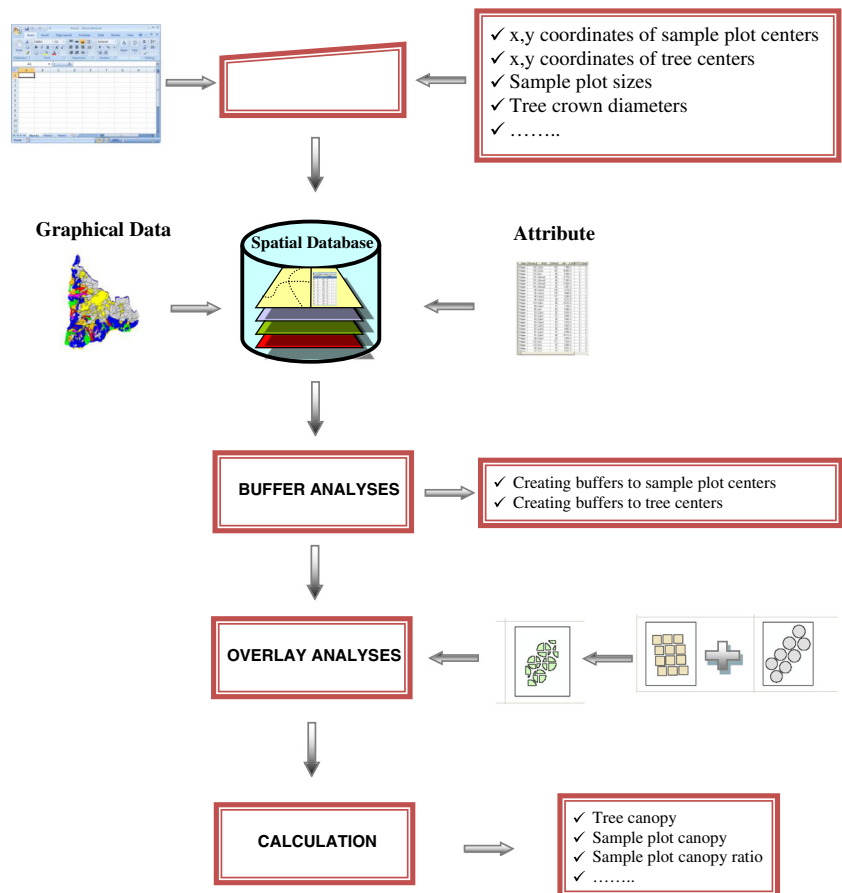 ✓ x,y coordinates of sample plot centers
✓ x,y coordinates of tree centers
✓ Sample plot sizes
✓ Tree crown diameters
✓ ……..
Graphical Data
Spatial Database
Attribute
BUFFER ANALYSES
✓ Creating buffers to sample plot centers
✓ Creating buffers to tree centers
OVERLAY ANALYSES
CALCULATION
✓ Tree canopy
✓ Sample plot canopy
✓ Sample plot canopy ratio
✓ ……..